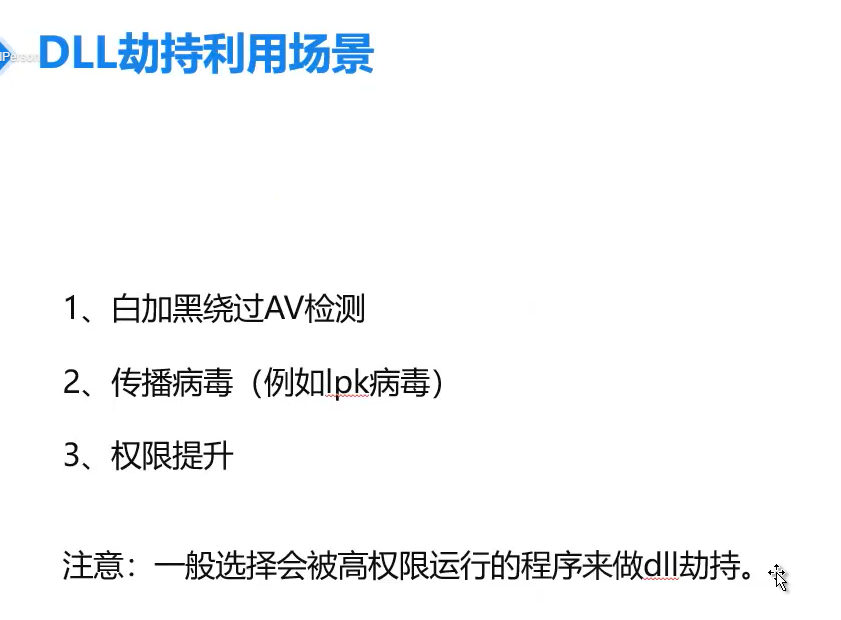 DLL劫持利用场景
1、白加黑绕过AV检测
2、传播病毒（例如lpk病毒）
3、权限提升
注意：一般选择会被高权限运行的程序来做dll劫持。